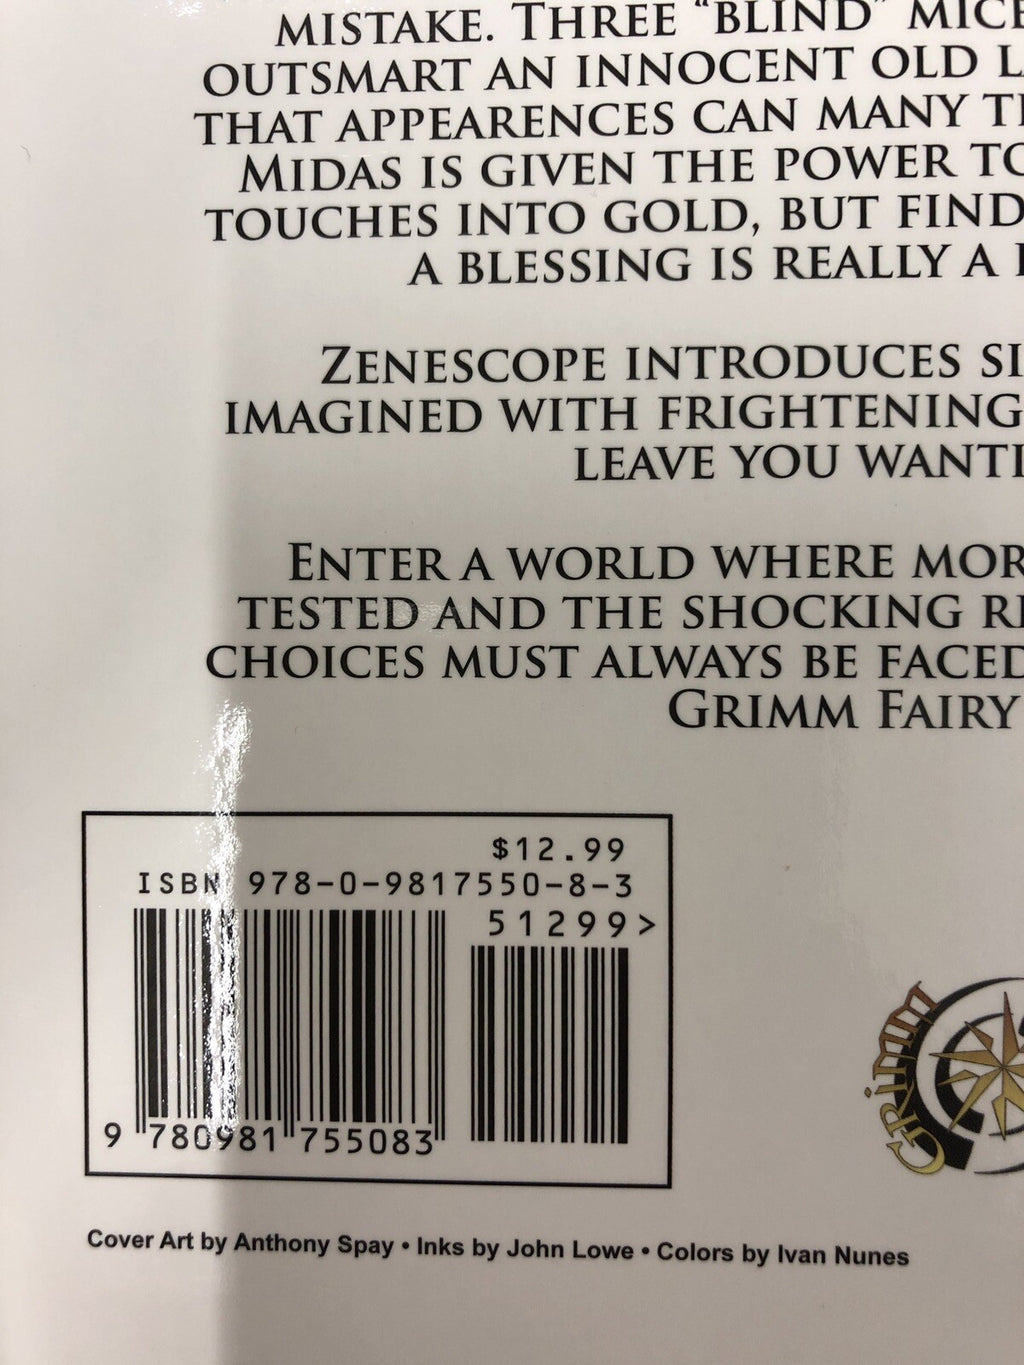 MISTAKE. THREE "BLIND" MICE
OUTSMART AN INNOCENT OLD
THAT APPEARENCES CAN MANY
MIDAS IS GIVEN THE POWER TO
TOUCHES INTO GOLD, BUT FIND
A BLESSING IS REALLY A
ZENESCOPE INTRODUCES
IMAGINED WITH FRIGHTENING
LEAVE YOU WANTI
ENTER A WORLD WHERE MOR
TESTED AND THE SHOCKING
CHOICES MUST ALWAYS BE FACED
GRIMM FAIRY
$12.99
ISBN 978-0-9817550-8-3
51299>
9 780981 755083
Grimm
Cover Art by Anthony Spay • Inks by John Lowe • Colors by Ivan Nunes